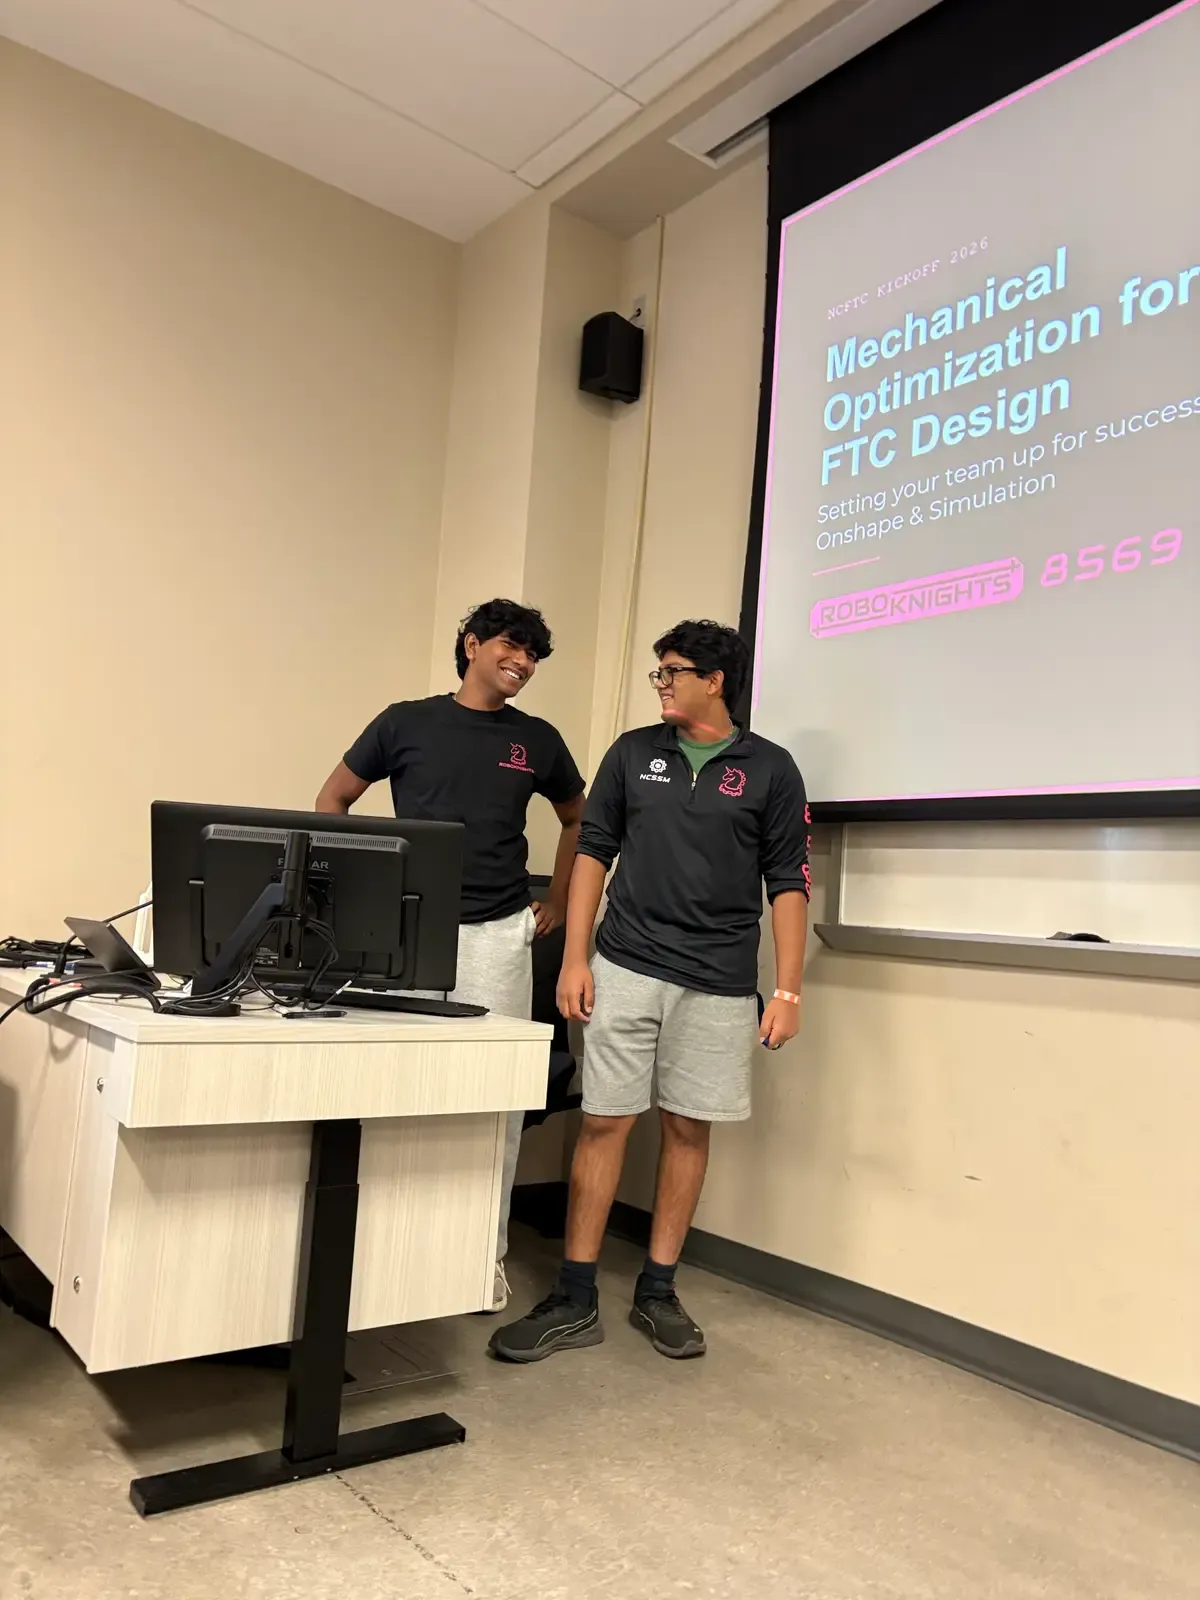 NCFTC KICKOFF 2026
Mechanical
Optimization for
FTC Design
Setting your team up for success
Onshape & Simulation
ROBOKNIGHTS 8569
ROBOKNIGHTS
NCSSM